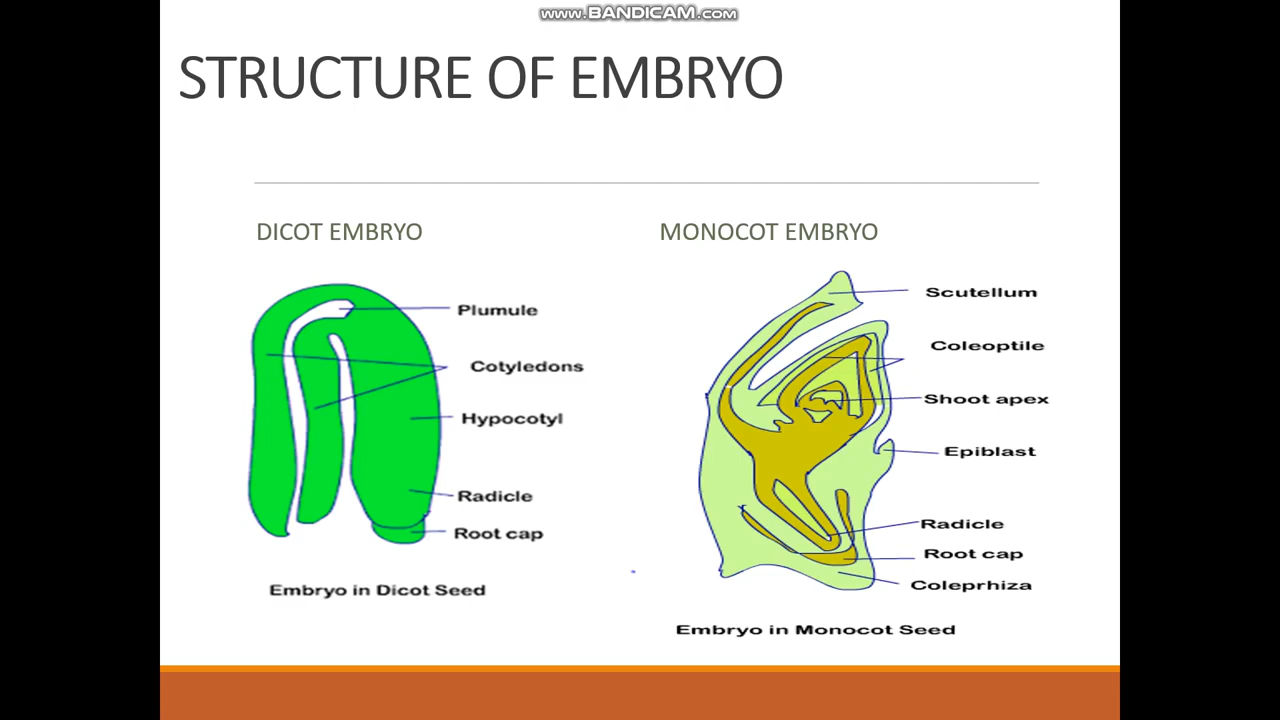 www.BANDICAM.com
STRUCTURE OF EMBRYO
DICOT EMBRYO
Plumule
Cotyledons
Hypocotyl
Radicle
Root cap
Embryo in Dicot Seed
MONOCOT EMBRYO
Scutellum
Coleoptile
Shoot apex
Epiblast
Radicle
Root cap
Coleprhiza
Embryo in Monocot Seed